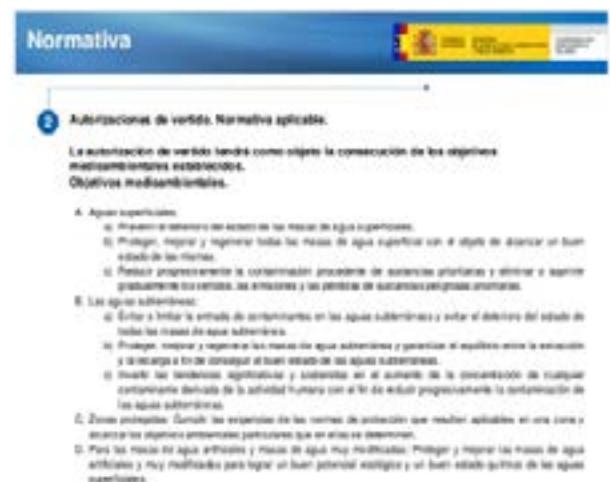 Normativa
2 Autorizaciones de vertido. Normativa aplicable.
La autorización de vertido tendrá como objeto la consecución de los objetivos
medioambientales establecidos.
Objetivos medioambientales.
A. Aguas superficiales:
a) Prevenir el deterioro del estado de las masas de agua superficiales.
b) Proteger, mejorar y regenerar todas las masas de agua superficial con el objeto de alcanzar un buen
estado de las mismas.
c) Reducir progresivamente la contaminación procedente de sustancias prioritarias y eliminar o suprimir
gradualmente los vertidos, las emisiones y las pérdidas de sustancias peligrosas prioritarias.
B. Las aguas subterráneas:
a) Evitar o limitar la entrada de contaminantes en las aguas subterráneas y evitar el deterioro del estado de
todas las masas de agua subterránea.
b) Proteger, mejorar y regenerar las masas de agua subterránea y garantizar el equilibrio entre la extracción
y la recarga a fin de conseguir el buen estado de las aguas subterráneas.
c) Invertir las tendencias significativas y sostenidas en el aumento de la concentración de cualquier
contaminante derivada de la actividad humana con el fin de reducir progresivamente la contaminación de
las aguas subterráneas.
C. Zonas protegidas: Cumplir las exigencias de las normas de protección que resulten aplicables en una zona y
alcanzar los objetivos ambientales particulares que en ellas se determinen.
D. Para las masas de agua artificiales y masas de agua muy modificadas: Proteger y mejorar las masas de agua
artificiales y muy modificadas para lograr un buen potencial ecológico y un buen estado químico de las aguas
superficiales.